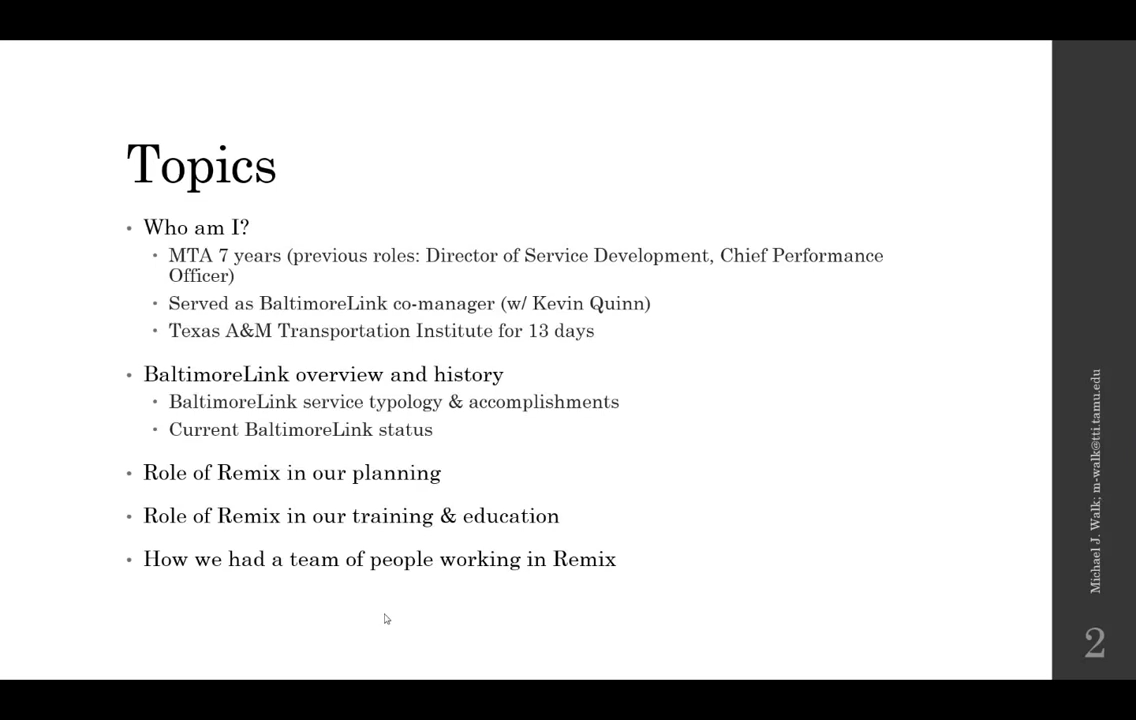 Topics
• Who am I?
• MTA 7 years (previous roles: Director of Service Development, Chief Performance
Officer)
• Served as BaltimoreLink co-manager (w/ Kevin Quinn)
• Texas A&M Transportation Institute for 13 days
• BaltimoreLink overview and history
• BaltimoreLink service typology & accomplishments
• Current BaltimoreLink status
• Role of Remix in our planning
• Role of Remix in our training & education
• How we had a team of people working in Remix
Michael J. Walk; m-walk@tti.tamu.edu
2